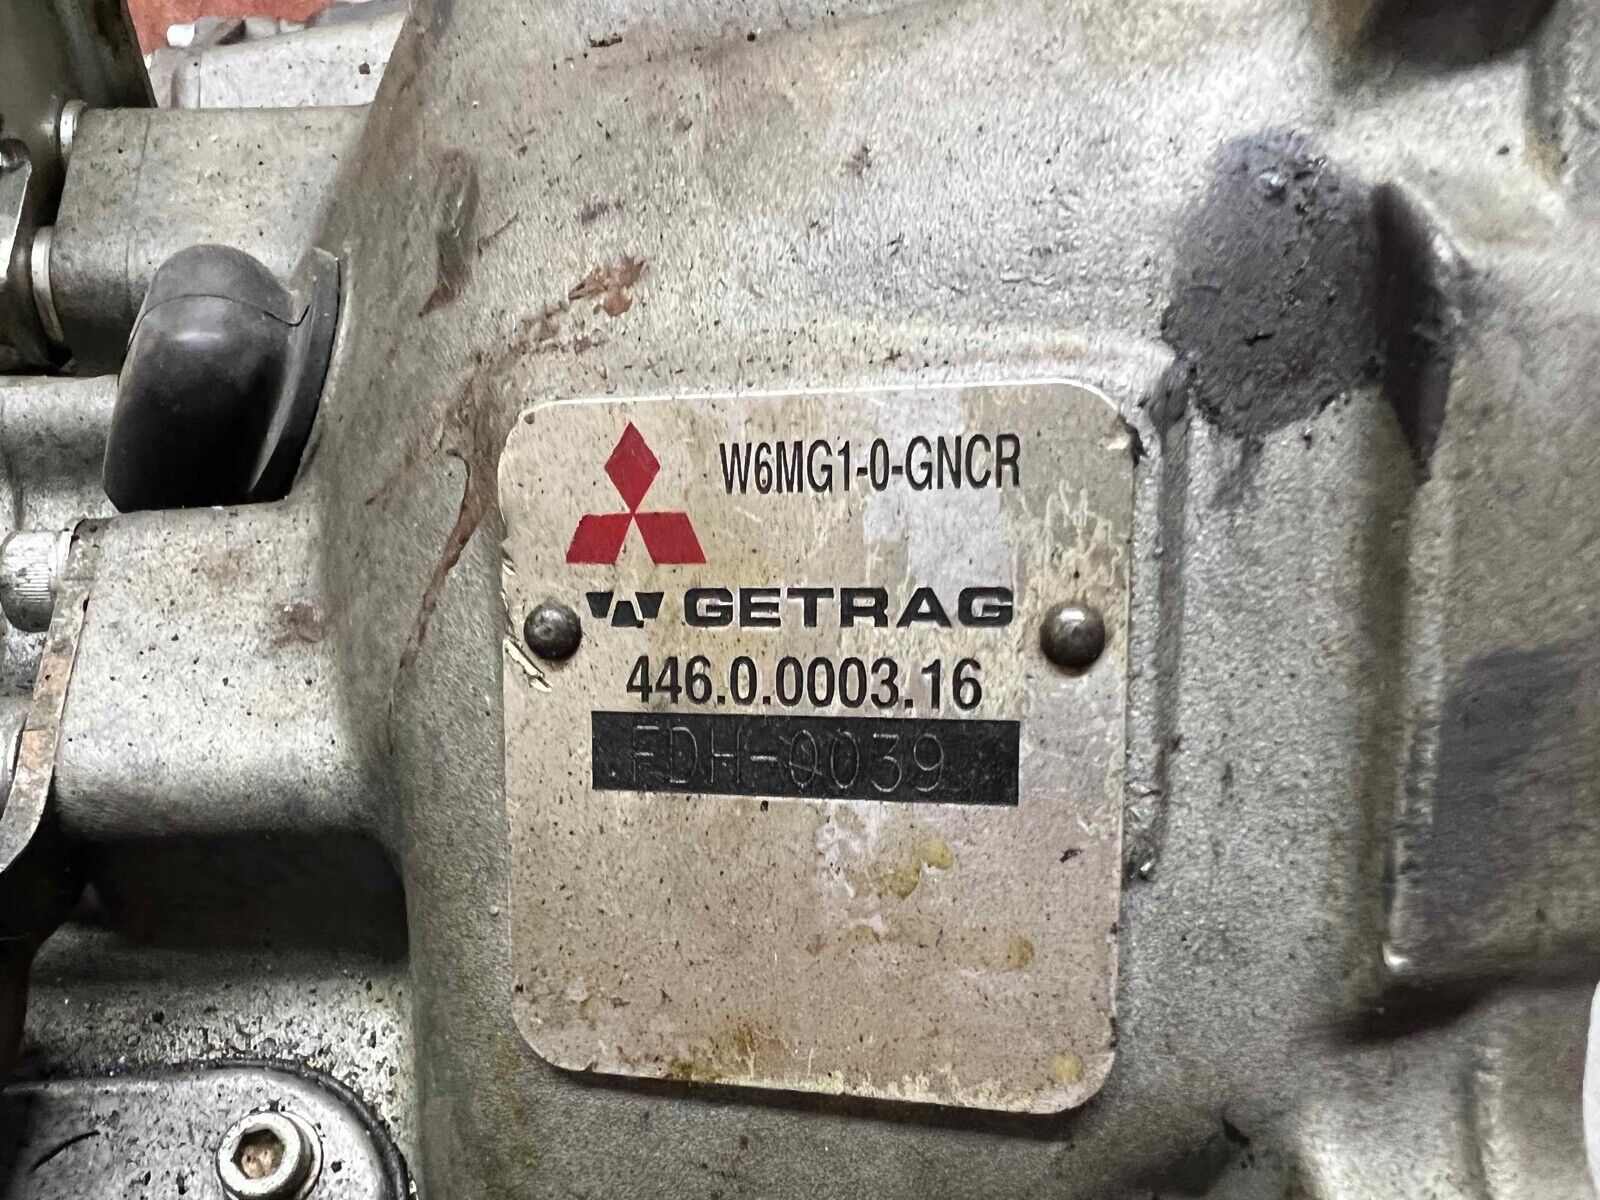 W6MG1-0-GNCR
GETRAG
446.0.0003.16
FDH-0039